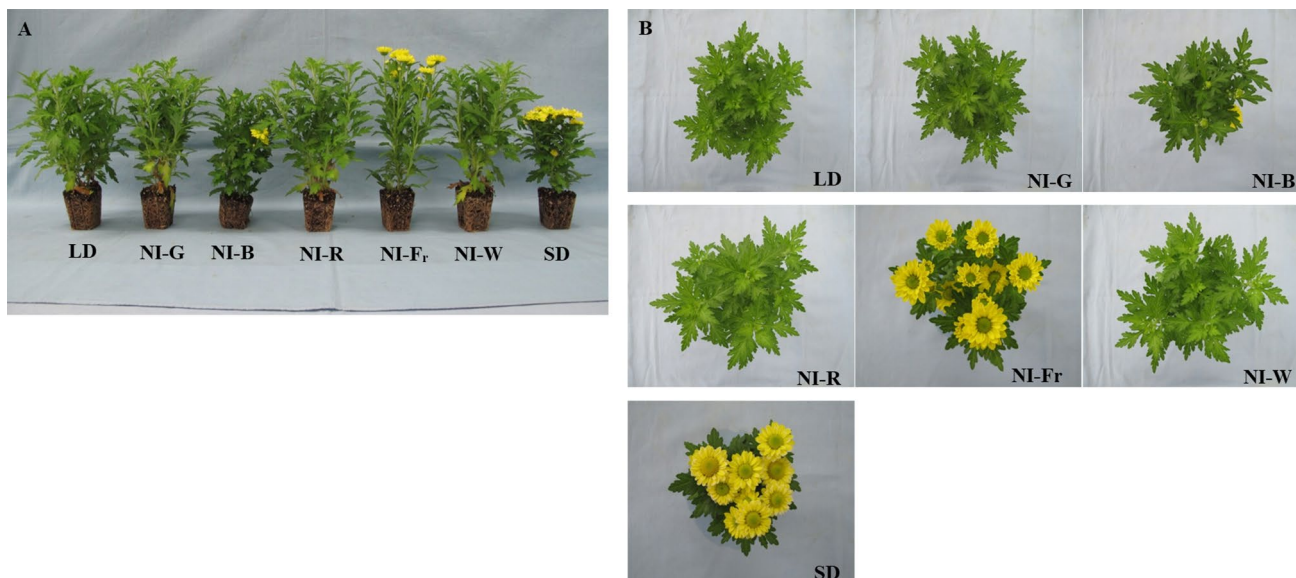 A
LD NI-G NI-B NI-R NI-Fr NI-W SD
B
LD NI-G NI-B
NI-R NI-Fr NI-W
SD